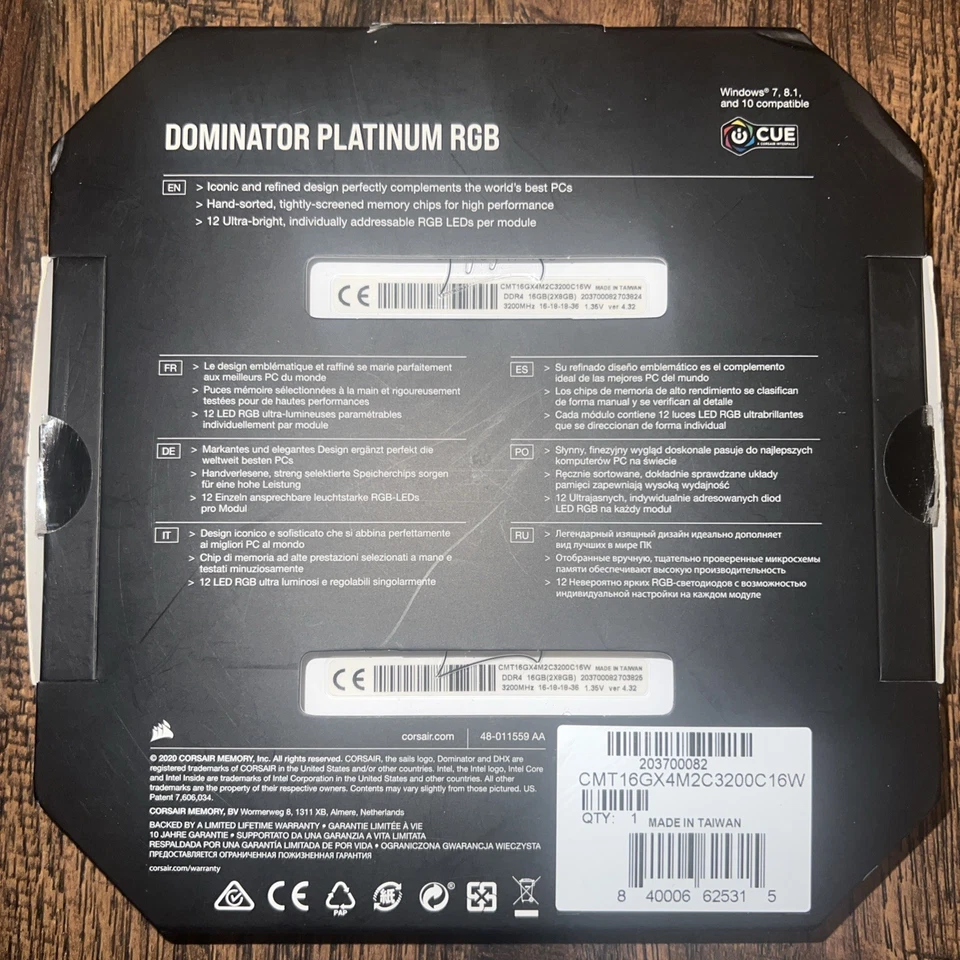 Windows® 7, 8.1,
and 10 compatible
DOMINATOR PLATINUM RGB
iCUE
A CORSAIR INTERFACE
EN
> Iconic and refined design perfectly complements the world's best PCs
> Hand-sorted, tightly-screened memory chips for high performance
> 12 Ultra-bright, individually addressable RGB LEDs per module
CE
CMT16GX4M2C3200C16W MADE IN TAIWAN
DDR4 16GB(2X8GB) 203700082703824
3200MHz 16-18-18-36 1.35V ver 4.32
FR
> Le design emblématique et raffiné se marie parfaitement
aux meilleurs PC du monde
> Puces mémoire sélectionnées à la main et rigoureusement
testées pour de hautes performances
> 12 LED RGB ultra-lumineuses paramétrables
individuellement par module
ES
> Su refinado diseño emblemático es el complemento
ideal de las mejores PC del mundo
> Los chips de memoria de alto rendimiento se clasifican
de forma manual y se verifican al detalle
> Cada módulo contiene 12 luces LED RGB ultrabrillantes
que se direccionan de forma individual
DE
> Markantes und elegantes Design ergänzt perfekt die
weltweit besten PCs
> Handverlesene, streng selektierte Speicherchips sorgen
für eine hohe Leistung
> 12 Einzeln ansprechbare leuchtstarke RGB-LEDs
pro Modul
PO
> Słynny, finezyjny wygląd doskonale pasuje do najlepszych
komputerów PC na świecie
> Ręcznie sortowane, dokładnie sprawdzane układy
pamięci zapewniają wysoką wydajność
> 12 Ultrajasnych, indywidualnie adresowanych diod
LED RGB na każdy moduł
IT
> Design iconico e sofisticato che si abbina perfettamente
ai migliori PC al mondo
> Chip di memoria ad alte prestazioni selezionati a mano e
testati minuziosamente
> 12 LED RGB ultra luminosi e regolabili singolarmente
RU
> Легендарный изящный дизайн идеально дополняет
вид лучших в мире ПК
> Отобранные вручную, тщательно проверенные микросхемы
памяти обеспечивают высокую производительность
> 12 Невероятно ярких RGB-светодиодов с возможностью
индивидуальной настройки на каждом модуле
CE
CMT16GX4M2C3200C16W MADE IN TAIWAN
DDR4 16GB(2X8GB) 203700082703825
3200MHz 16-18-18-36 1.35V ver 4.32
corsair.com
48-011559 AA
© 2020 CORSAIR MEMORY, Inc. All rights reserved. CORSAIR, the sails logo, Dominator and DHX are
registered trademarks of CORSAIR in the United States and/or other countries. Intel, the Intel logo, Intel Core
and Intel Inside are trademarks of Intel Corporation in the United States and/or other countries. All other
trademarks are the property of their respective owners. Contents may vary slightly from those pictured. US.
Patent 7,606,034.
CORSAIR MEMORY, BV Wormerweg 8, 1311 XB, Almere, Netherlands
BACKED BY A LIMITED LIFETIME WARRANTY • GARANTIE LIMITÉE À VIE
10 JAHRE GARANTIE • SUPPORTATO DA UNA GARANZIA A VITA LIMITATA
RESPALDADA POR UNA GARANTÍA LIMITADA DE POR VIDA • OGRANICZONA GWARANCJA WIECZYSTA
ПРЕДОСТАВЛЯЕТСЯ ОГРАНИЧЕННАЯ ПОЖИЗНЕННАЯ ГАРАНТИЯ
corsair.com/warranty
CE
PAP
紙
203700082
CMT16GX4M2C3200C16W
QTY: 1 MADE IN TAIWAN
8 40006 62531 5